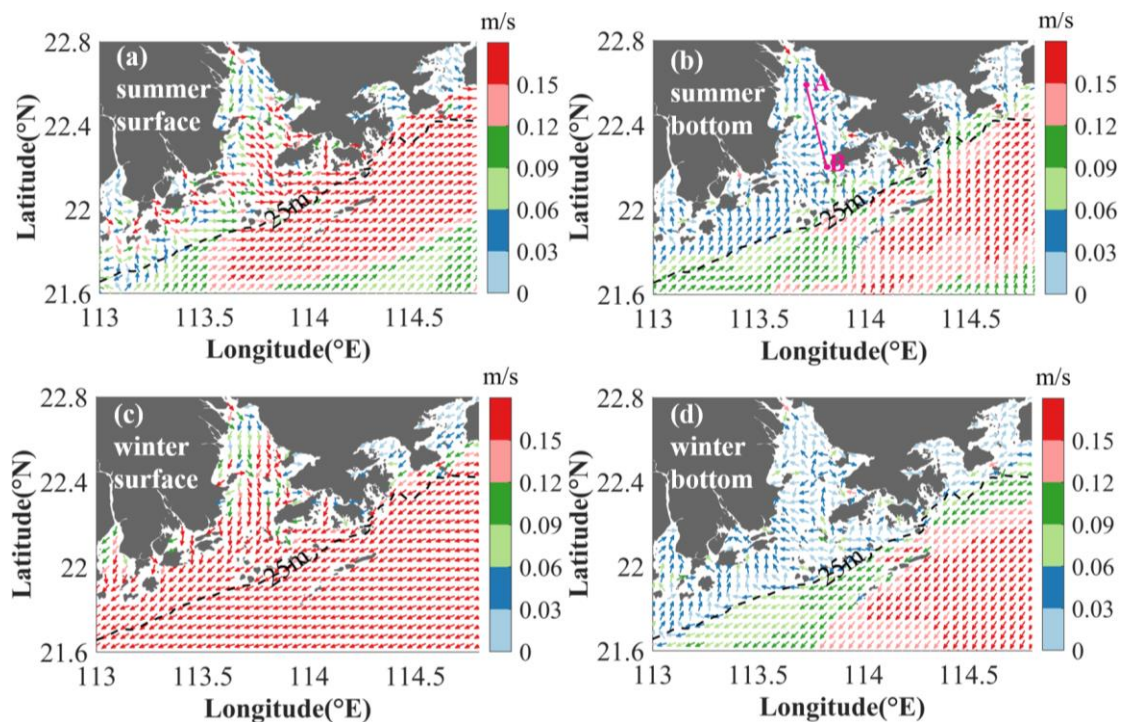 m/s
m/s
22.8
(a)
summer
surface
22.4
22
21.6
Latitude(°N)
25m
113
113.5
114
114.5
Longitude(°E)
0.15
0.12
0.09
0.06
0.03
0
22.8
(b)
summer
bottom
22.4
22
21.6
Latitude(°N)
A
B
25m
113
113.5
114
114.5
Longitude(°E)
0.15
0.12
0.09
0.06
0.03
0
m/s
m/s
22.8
(c)
winter
surface
22.4
22
21.6
Latitude(°N)
25m
113
113.5
114
114.5
Longitude(°E)
0.15
0.12
0.09
0.06
0.03
0
22.8
(d)
winter
bottom
22.4
22
21.6
Latitude(°N)
25m
113
113.5
114
114.5
Longitude(°E)
0.15
0.12
0.09
0.06
0.03
0